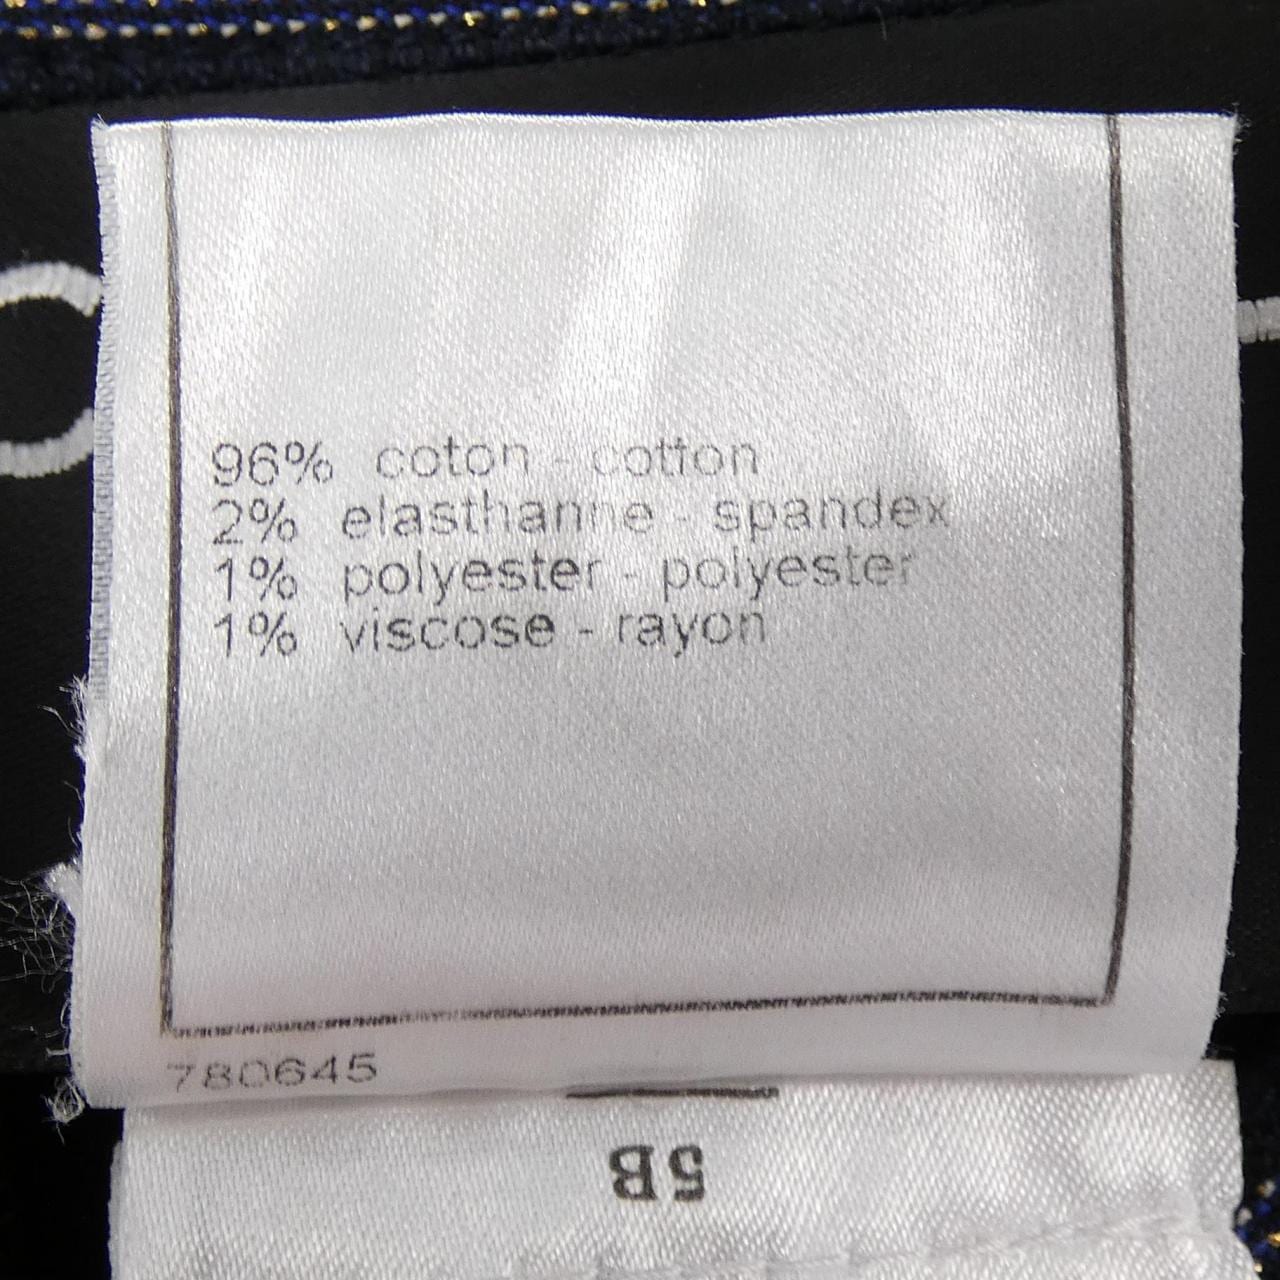 96% coton - cotton
2% elasthanne - spandex
1% polyester - polyester
1% viscose - rayon
780645
5B